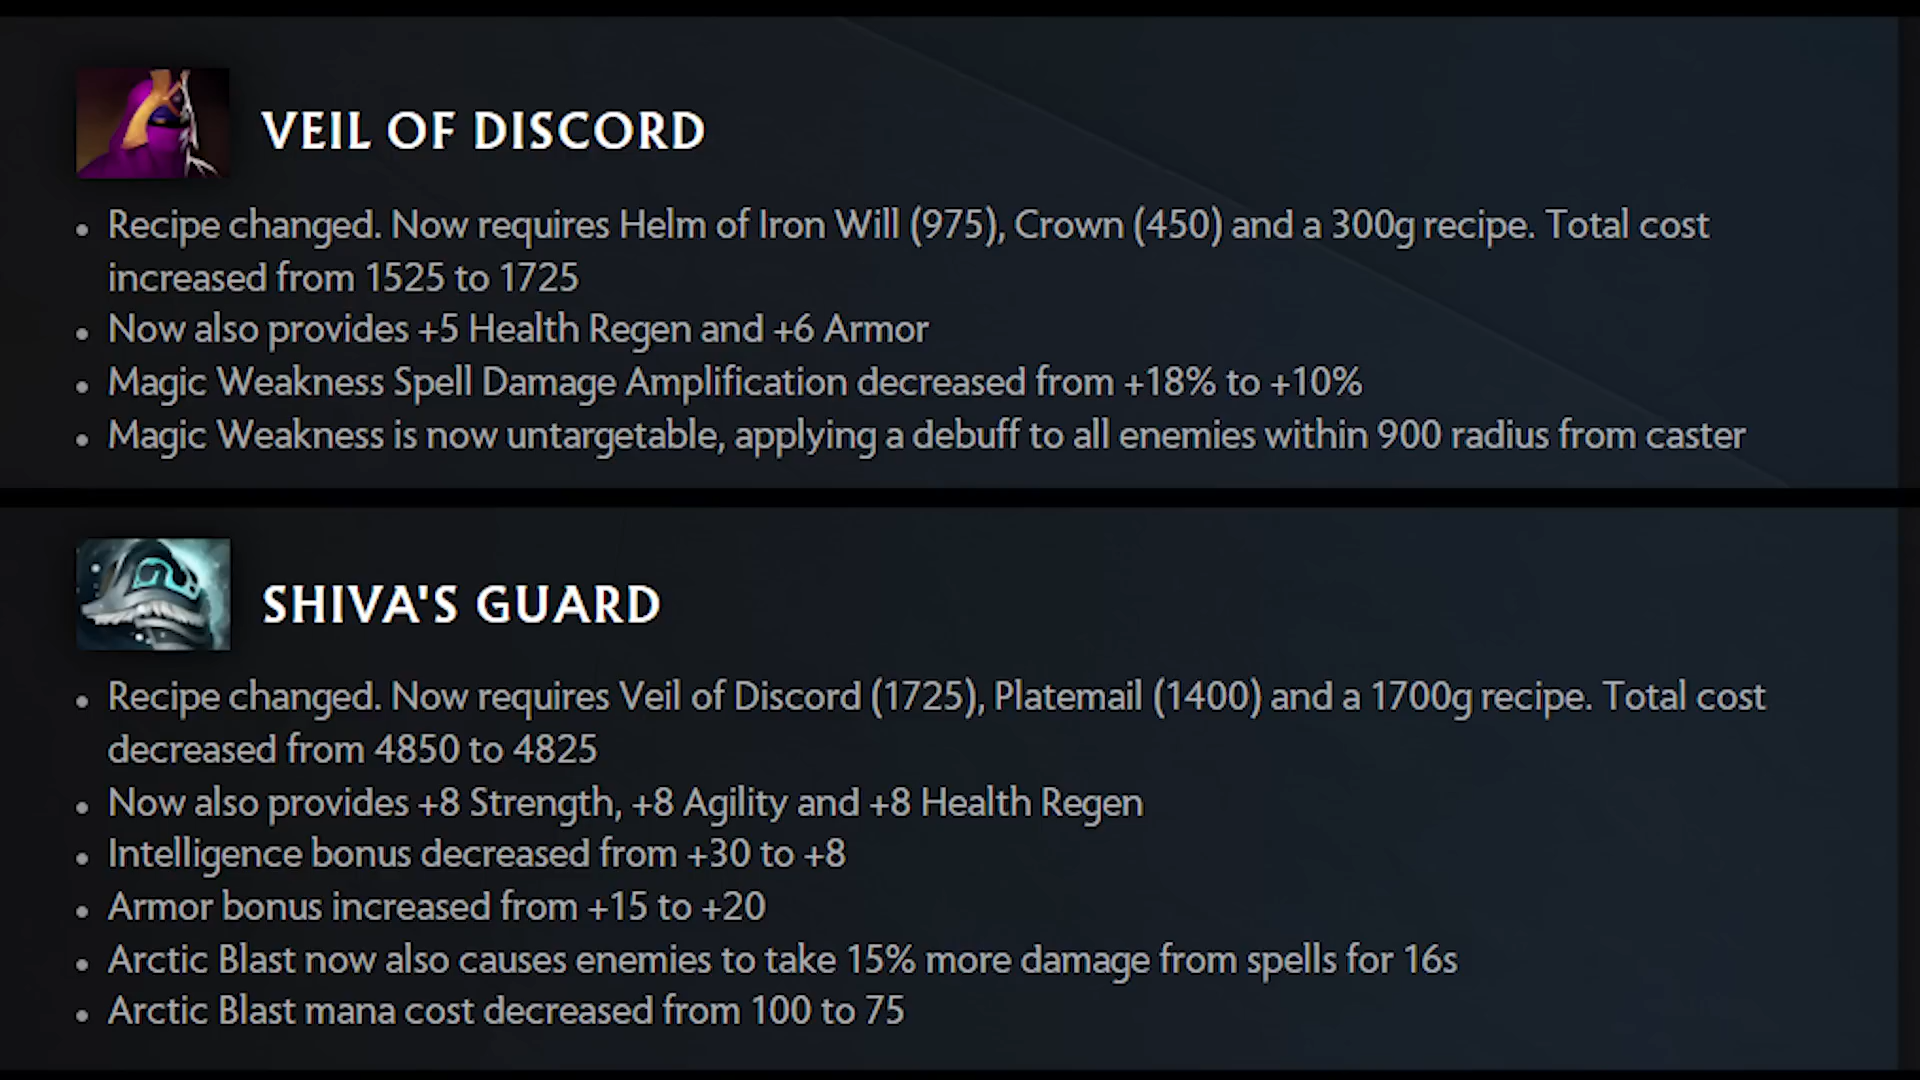 VEIL OF DISCORD
• Recipe changed. Now requires Helm of Iron Will (975), Crown (450) and a 300g recipe. Total cost
increased from 1525 to 1725
• Now also provides +5 Health Regen and +6 Armor
• Magic Weakness Spell Damage Amplification decreased from +18% to +10%
• Magic Weakness is now untargetable, applying a debuff to all enemies within 900 radius from caster
SHIVA'S GUARD
• Recipe changed. Now requires Veil of Discord (1725), Platemail (1400) and a 1700g recipe. Total cost
decreased from 4850 to 4825
• Now also provides +8 Strength, +8 Agility and +8 Health Regen
• Intelligence bonus decreased from +30 to +8
• Armor bonus increased from +15 to +20
• Arctic Blast now also causes enemies to take 15% more damage from spells for 16s
• Arctic Blast mana cost decreased from 100 to 75